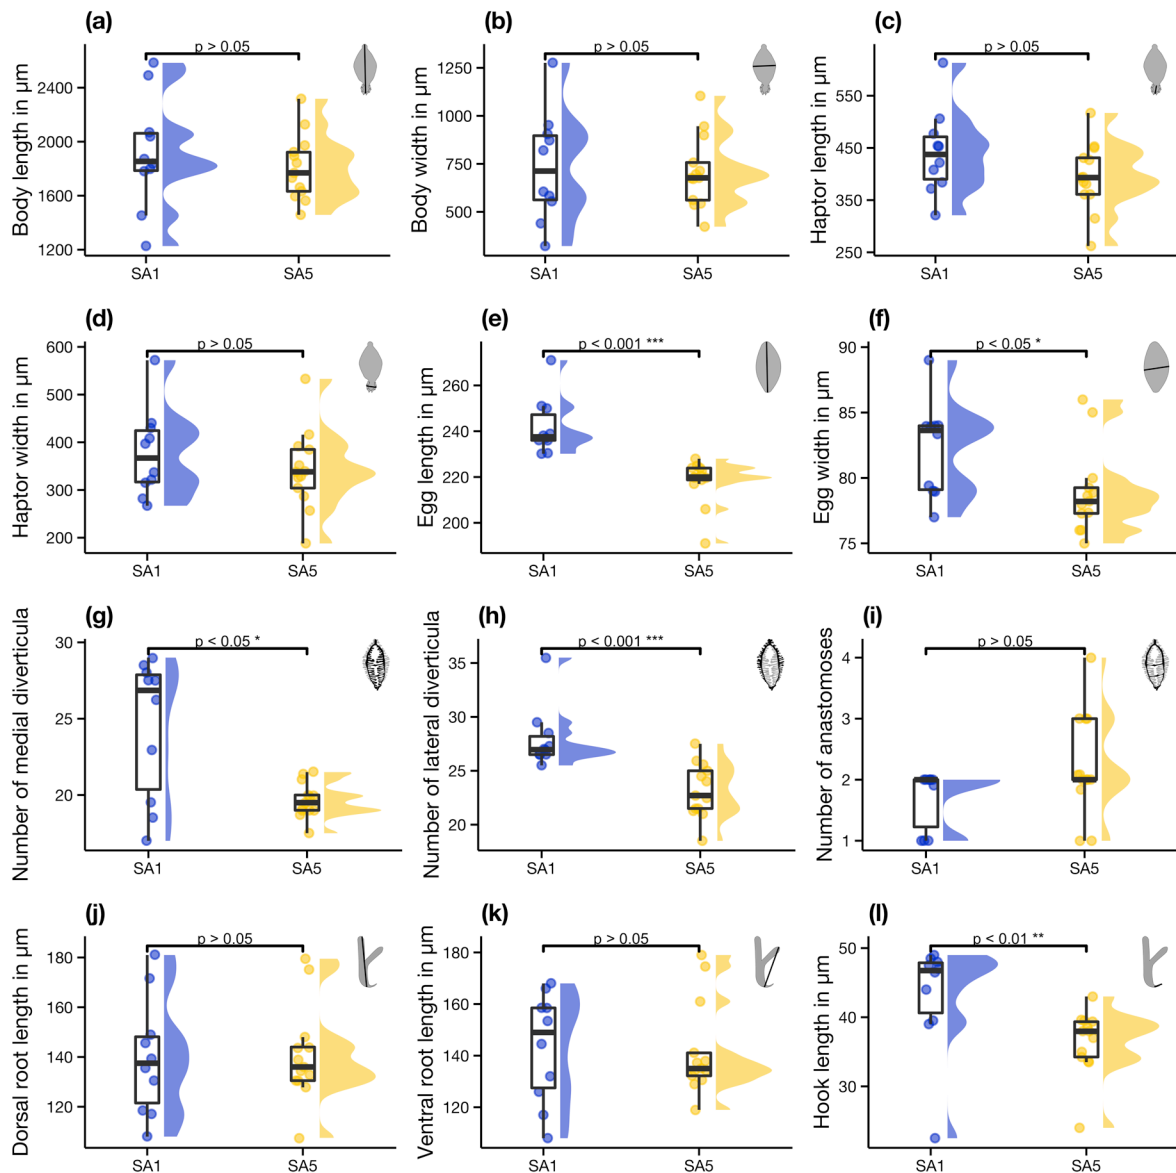 (a)
Body length in µm
2400
2000
1600
1200
p > 0.05
SA1
SA5
(b)
Body width in µm
1250
1000
750
500
p > 0.05
SA1
SA5
(c)
Haptor length in µm
550
450
350
250
p > 0.05
SA1
SA5
(d)
Haptor width in µm
600
500
400
300
200
p > 0.05
SA1
SA5
(e)
Egg length in µm
260
240
220
200
p < 0.001 ***
SA1
SA5
(f)
Egg width in µm
90
85
80
75
p < 0.05 *
SA1
SA5
(g)
Number of medial diverticula
30
25
20
p < 0.05 *
SA1
SA5
(h)
Number of lateral diverticula
35
30
25
20
p < 0.001 ***
SA1
SA5
(i)
Number of anastomoses
4
3
2
1
p > 0.05
SA1
SA5
(j)
Dorsal root length in µm
180
160
140
120
p > 0.05
SA1
SA5
(k)
Ventral root length in µm
180
160
140
120
p > 0.05
SA1
SA5
(l)
Hook length in µm
50
40
30
p < 0.01 **
SA1
SA5